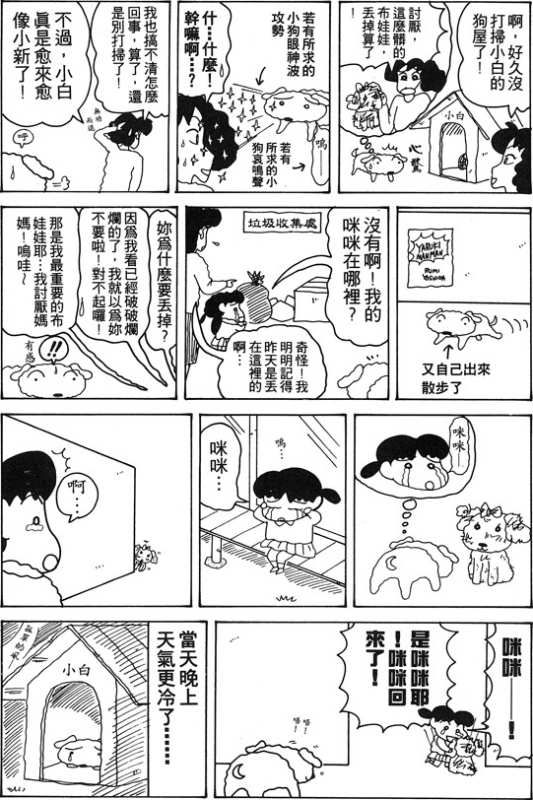 啊，好久沒
打掃小白的
狗屋了！
討厭，
這麼髒的
布娃娃，
丟掉算了
小白
心驚
若有所求的
小狗眼神波
攻勢
嗚
若有
所求的小
狗哀鳴聲
什…什麼！
幹嘛啊…？
我也搞不清怎麼
回事，算了，還
是別打掃了！
不過，小白
真是愈來愈
像小新了！
呼
YARUKI
MANMAN
又自己出來
散步了
垃圾收集處
沒有啊！我的
咪咪在哪裡？
奇怪！我
明明記得
昨天是丟
在這裡的
啊…
妳為什麼要丟掉？
因為我看已經破破爛
爛的了，我就以為妳
不要啦！對不起囉！
那是我最重要的布
娃娃耶…我討厭媽
媽！嗚哇~
!!
有感
咪咪—
嗚…
咪咪…
啊…
咪咪—！
是咪咪耶
！咪咪回
來了！
當天晚上
天氣更冷了……
小白